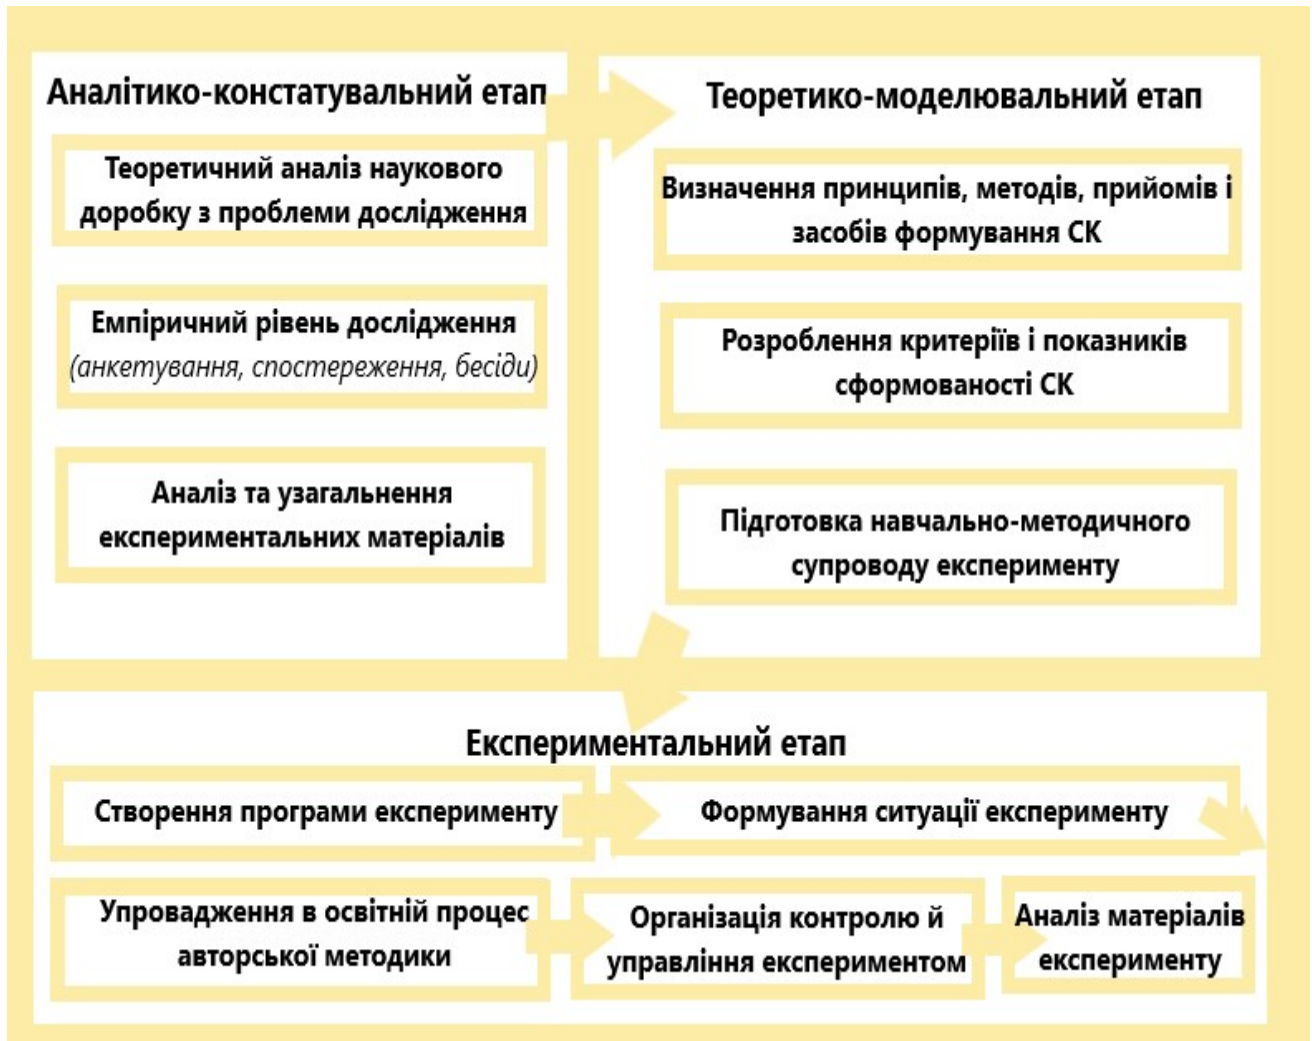 Аналітико-констатувальний етап
Теоретичний аналіз наукового
доробку з проблеми дослідження
Емпіричний рівень дослідження
(анкетування, спостереження, бесіди)
Аналіз та узагальнення
експериментальних матеріалів
Теоретико-моделювальний етап
Визначення принципів, методів, прийомів і
засобів формування СК
Розроблення критеріїв і показників
сформованості СК
Підготовка навчально-методичного
супроводу експерименту
Експериментальний етап
Створення програми експерименту
Формування ситуації експерименту
Упровадження в освітній процес
авторської методики
Організація контролю й
управління експериментом
Аналіз матеріалів
експерименту